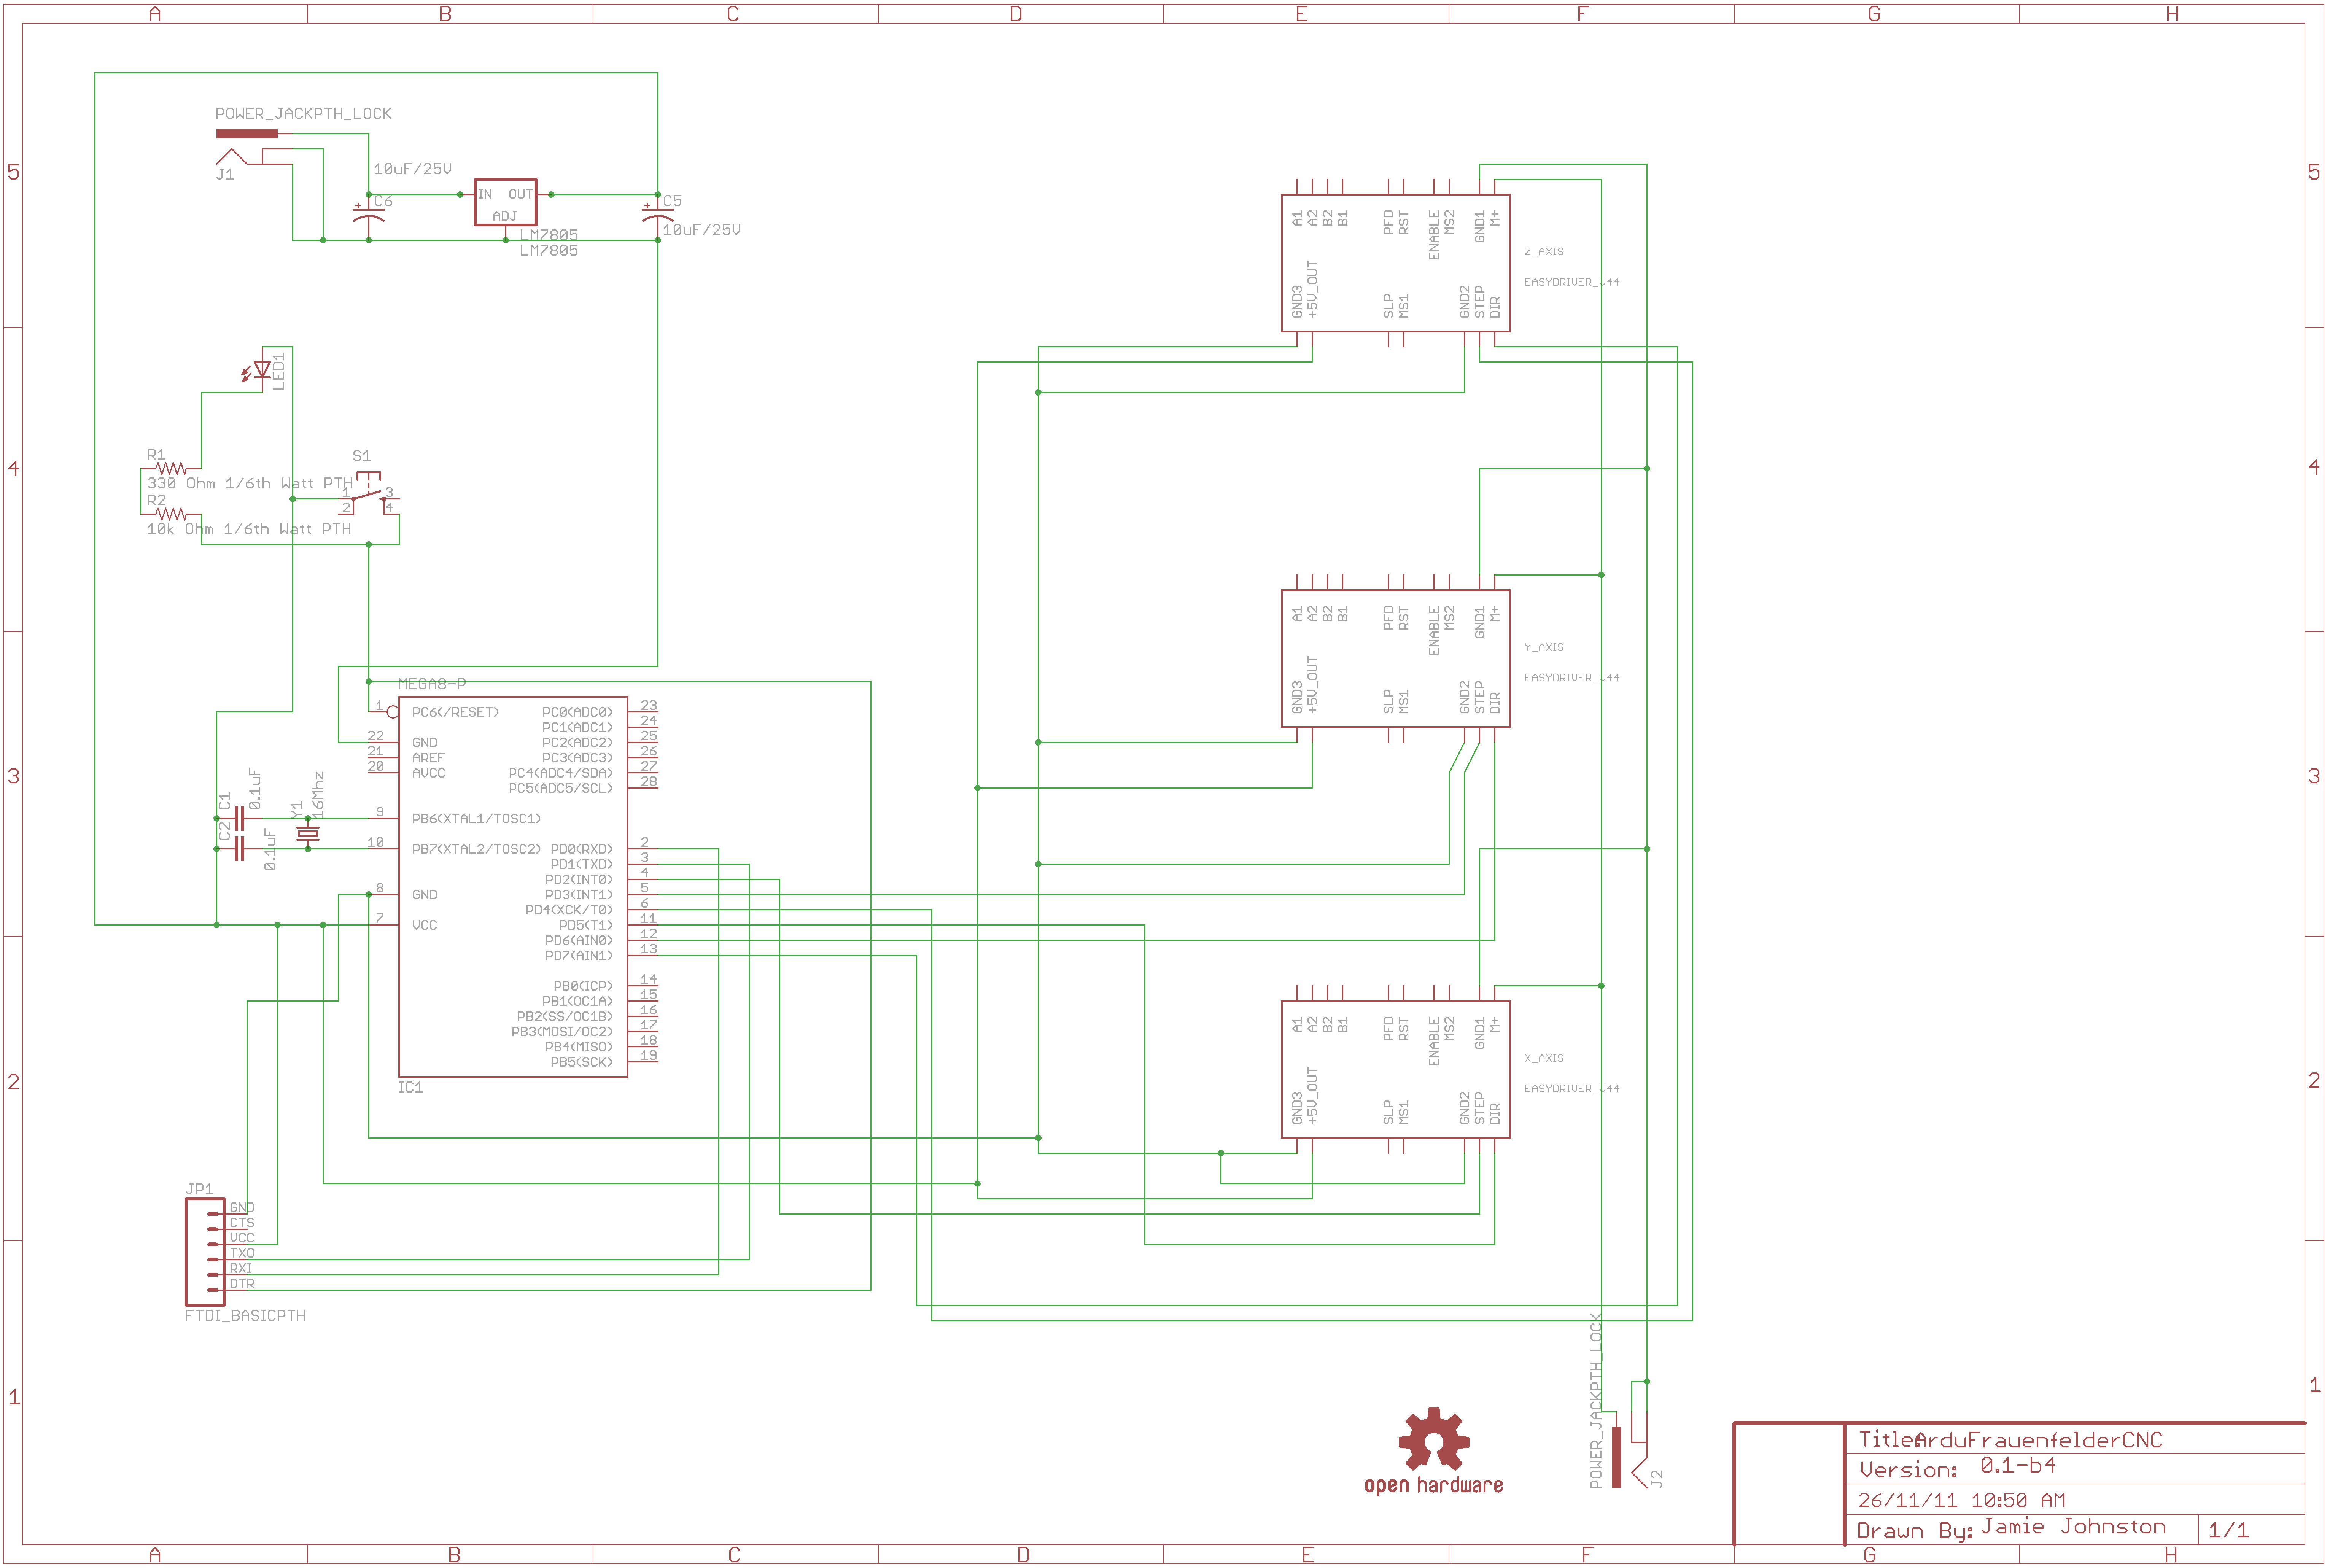 A B C D E F G H
5
5
POWER_JACKPTH_LOCK
J1
10uF/25V
C6
IN OUT
ADJ
LM7805
LM7805
C5
10uF/25V
LED1
4
4
R1
330 Ohm 1/6th Watt PTH
R2
10k Ohm 1/6th Watt PTH
S1
1 3
2 4
3
3
MEGA8-P
1 PC6(/RESET)
22 GND
21 AREF
20 AVCC
9 PB6(XTAL1/TOSC1)
10 PB7(XTAL2/TOSC2)
8 GND
7 VCC
PC0(ADC0) 23
PC1(ADC1) 24
PC2(ADC2) 25
PC3(ADC3) 26
PC4(ADC4/SDA) 27
PC5(ADC5/SCL) 28
PD0(RXD) 2
PD1(TXD) 3
PD2(INT0) 4
PD3(INT1) 5
PD4(XCK/T0) 6
PD5(T1) 11
PD6(AIN0) 12
PD7(AIN1) 13
PB0(ICP) 14
PB1(OC1A) 15
PB2(SS/OC1B) 16
PB3(MOSI/OC2) 17
PB4(MISO) 18
PB5(SCK) 19
IC1
C1
0.1uF
C2
0.1uF
Y1
16Mhz
2
2
JP1
GND
CTS
VCC
TXO
RXI
DTR
FTDI_BASICPTH
A1 A2 B2 B1 PFD RST ENABLE MS2 GND1 M+
GND3 +5V_OUT SLP MS1 GND2 STEP DIR
Z_AXIS
EASYDRIVER_V44
A1 A2 B2 B1 PFD RST ENABLE MS2 GND1 M+
GND3 +5V_OUT SLP MS1 GND2 STEP DIR
Y_AXIS
EASYDRIVER_V44
A1 A2 B2 B1 PFD RST ENABLE MS2 GND1 M+
GND3 +5V_OUT SLP MS1 GND2 STEP DIR
X_AXIS
EASYDRIVER_V44
1
1
POWER_JACKPTH_LOCK
J2
open hardware
Title: ArduFrauenfelderCNC
Version: 0.1-b4
26/11/11 10:50 AM
Drawn By: Jamie Johnston 1/1
A B C D E F G H